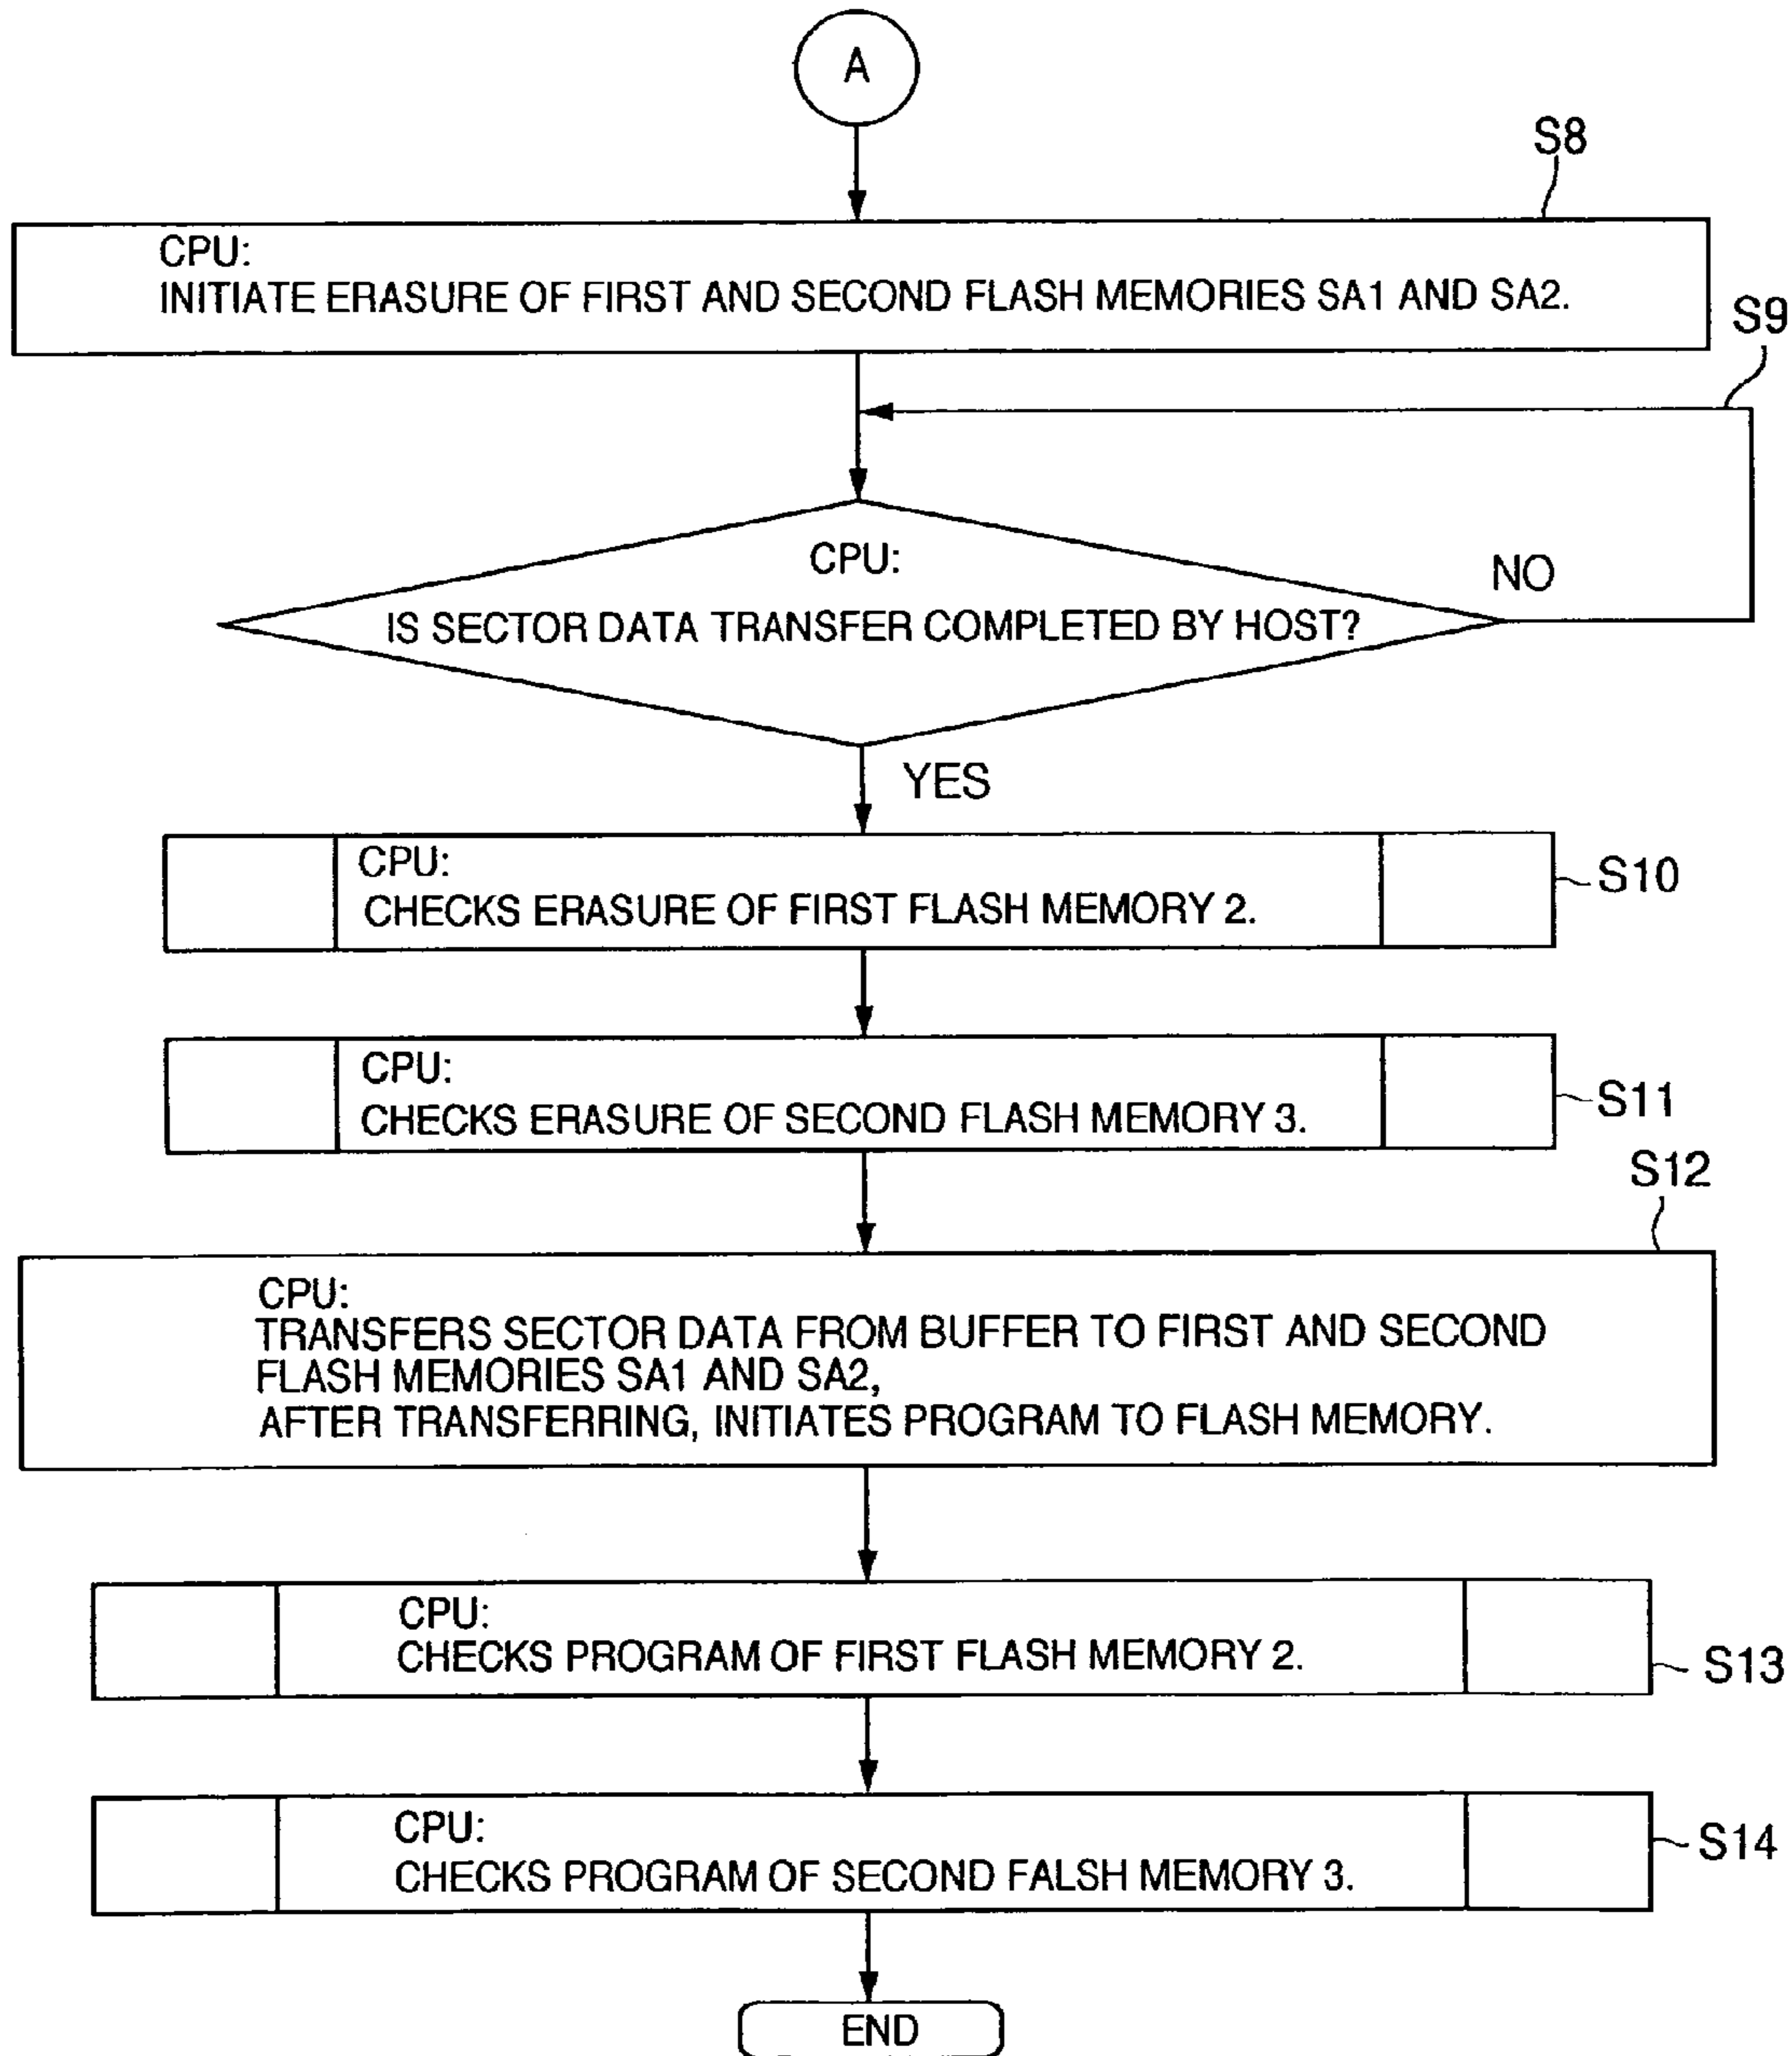 A
S8
CPU:
INITIATE ERASURE OF FIRST AND SECOND FLASH MEMORIES SA1 AND SA2.
S9
CPU:
IS SECTOR DATA TRANSFER COMPLETED BY HOST?
NO
YES
CPU:
CHECKS ERASURE OF FIRST FLASH MEMORY 2.
S10
CPU:
CHECKS ERASURE OF SECOND FLASH MEMORY 3.
S11
S12
CPU:
TRANSFERS SECTOR DATA FROM BUFFER TO FIRST AND SECOND
FLASH MEMORIES SA1 AND SA2,
AFTER TRANSFERRING, INITIATES PROGRAM TO FLASH MEMORY.
CPU:
CHECKS PROGRAM OF FIRST FLASH MEMORY 2.
S13
CPU:
CHECKS PROGRAM OF SECOND FALSH MEMORY 3.
S14
END